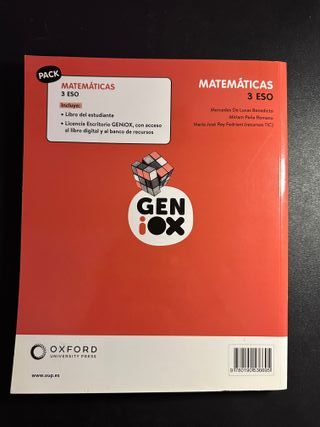 PACK
MATEMÁTICAS
3 ESO
Incluye:
• Libro del estudiante
• Licencia Escritorio GENiOX, con acceso
al libro digital y al banco de recursos
MATEMÁTICAS
3 ESO
Mercedes De Lucas Benedicto
Miriam Peña Romano
María José Rey Fedriani (recursos TIC)
GEN
iOX
OXFORD
UNIVERSITY PRESS
www.oup.es